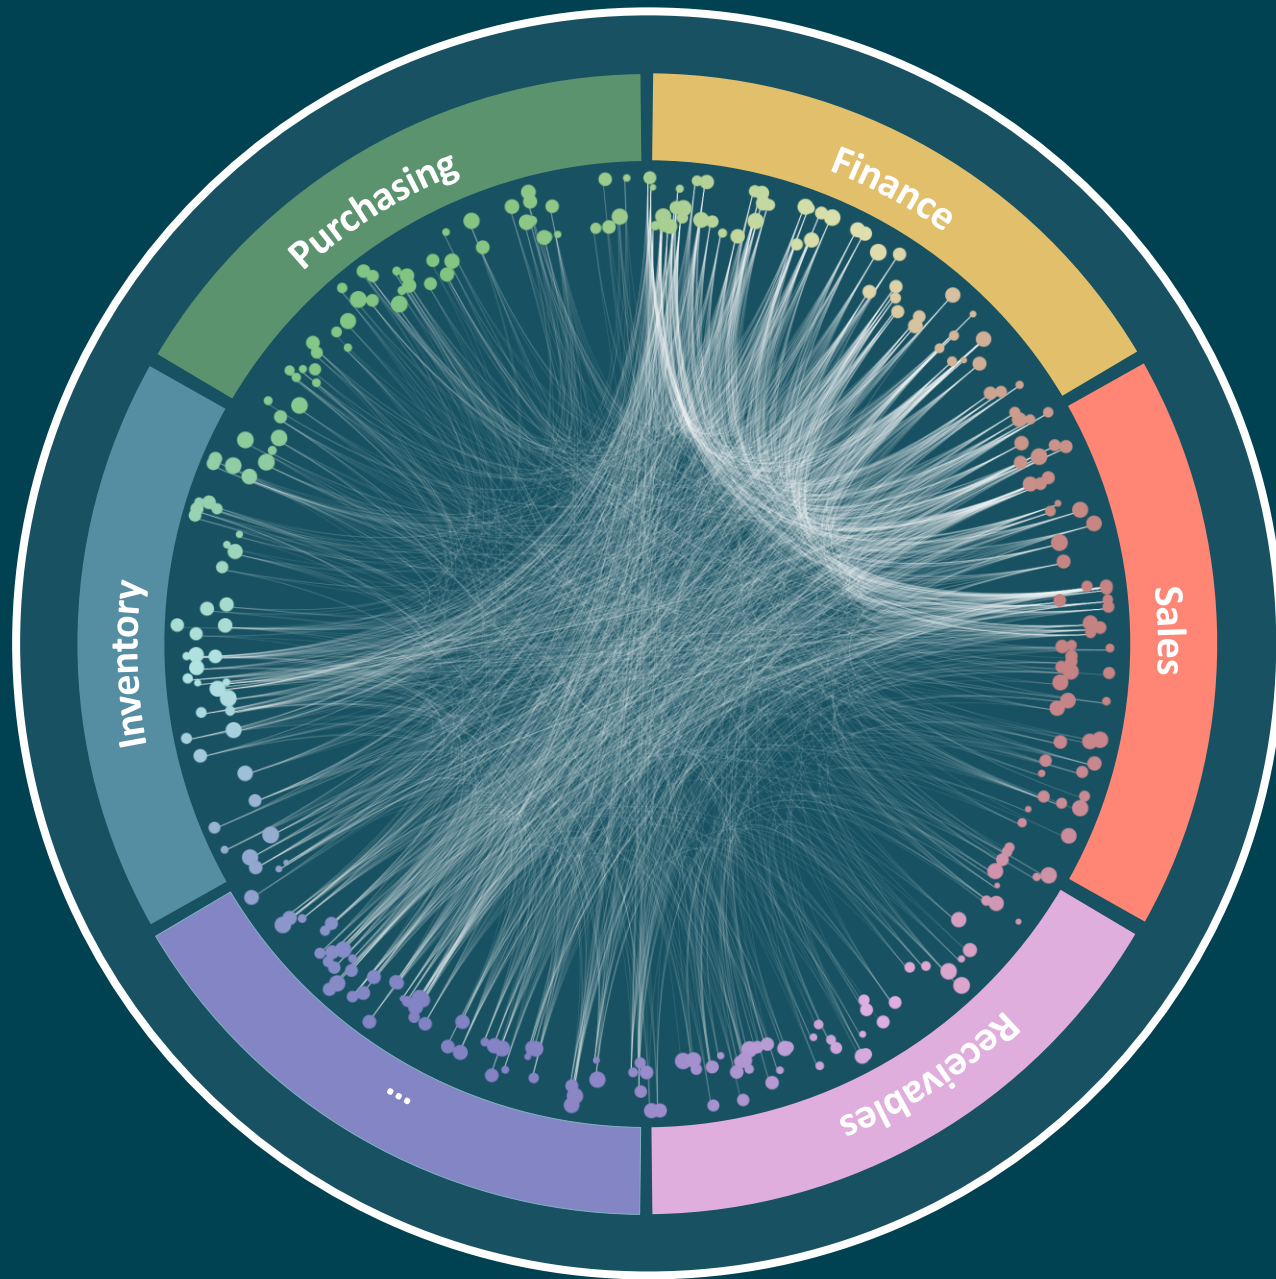 Purchasing
Finance
Sales
Receivables
...
Inventory